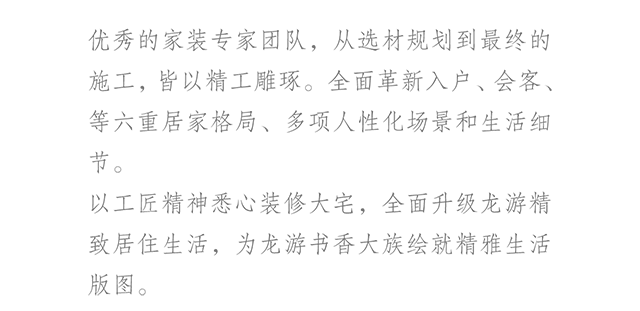 优秀的家装专家团队，从选材规划到最终的
施工，皆以精工雕琢。全面革新入户、会客、
等六重居家格局、多项人性化场景和生活细
节。
以工匠精神悉心装修大宅，全面升级龙游精
致居住生活，为龙游书香大族绘就精雅生活
版图。